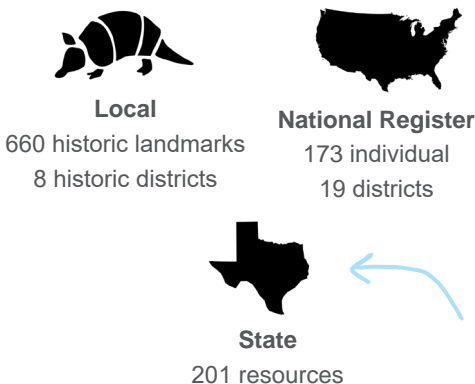 Local
660 historic landmarks
8 historic districts
National Register
173 individual
19 districts
State
201 resources